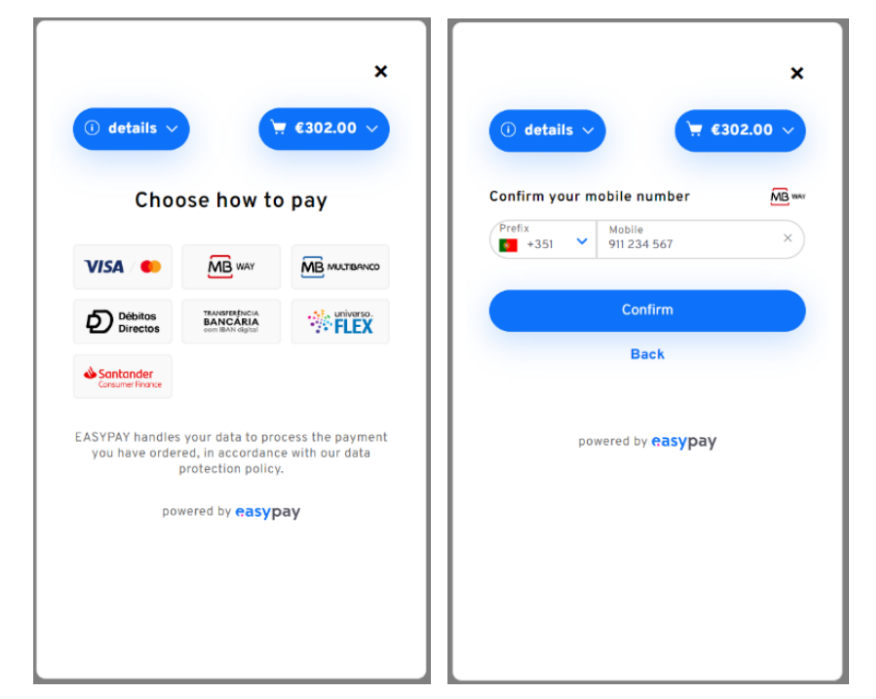 details
€302.00
Choose how to pay
VISA
MB WAY
MB MULTIBANCO
DD Débitos
Directos
TRANSFERÊNCIA
BANCÁRIA
com IBAN digital
universo.
FLEX
Santander
Consumer Finance
EASYPAY handles your data to process the payment
you have ordered, in accordance with our data
protection policy.
powered by easypay
details
€302.00
Confirm your mobile number
MB WAY
Prefix
+351
Mobile
911 234 567
Confirm
Back
powered by easypay